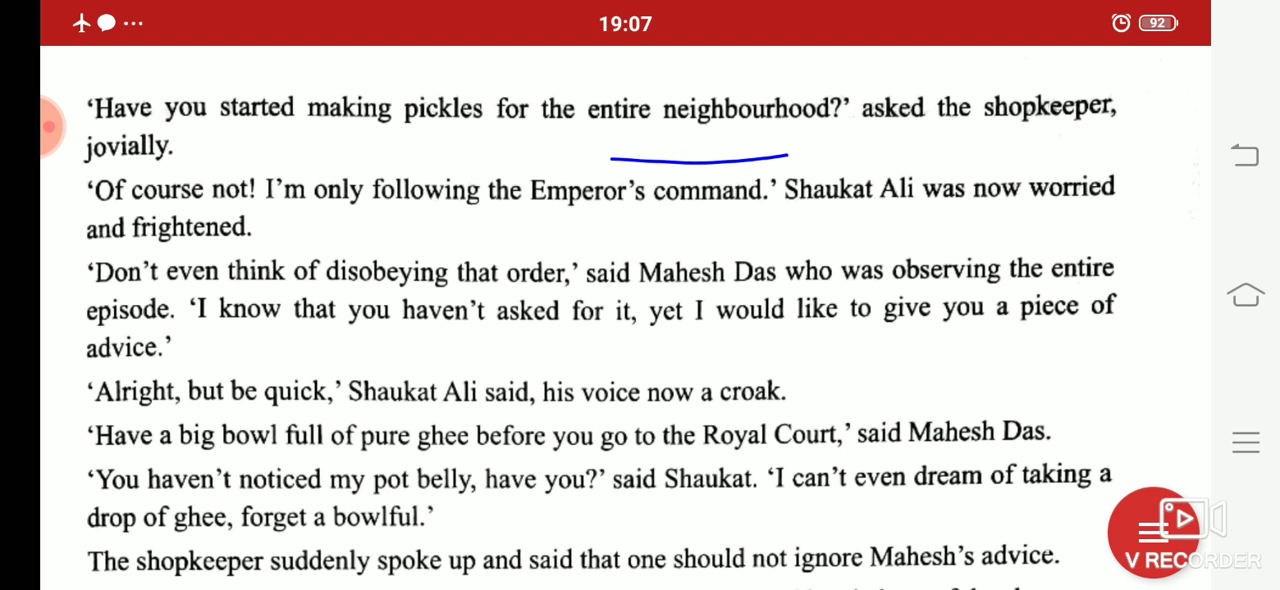 19:07
92
‘Have you started making pickles for the entire neighbourhood?’ asked the shopkeeper,
jovially.
‘Of course not! I’m only following the Emperor’s command.’ Shaukat Ali was now worried
and frightened.
‘Don’t even think of disobeying that order,’ said Mahesh Das who was observing the entire
episode. ‘I know that you haven’t asked for it, yet I would like to give you a piece of
advice.’
‘Alright, but be quick,’ Shaukat Ali said, his voice now a croak.
‘Have a big bowl full of pure ghee before you go to the Royal Court,’ said Mahesh Das.
‘You haven’t noticed my pot belly, have you?’ said Shaukat. ‘I can’t even dream of taking a
drop of ghee, forget a bowlful.’
The shopkeeper suddenly spoke up and said that one should not ignore Mahesh’s advice.
V RECORDER